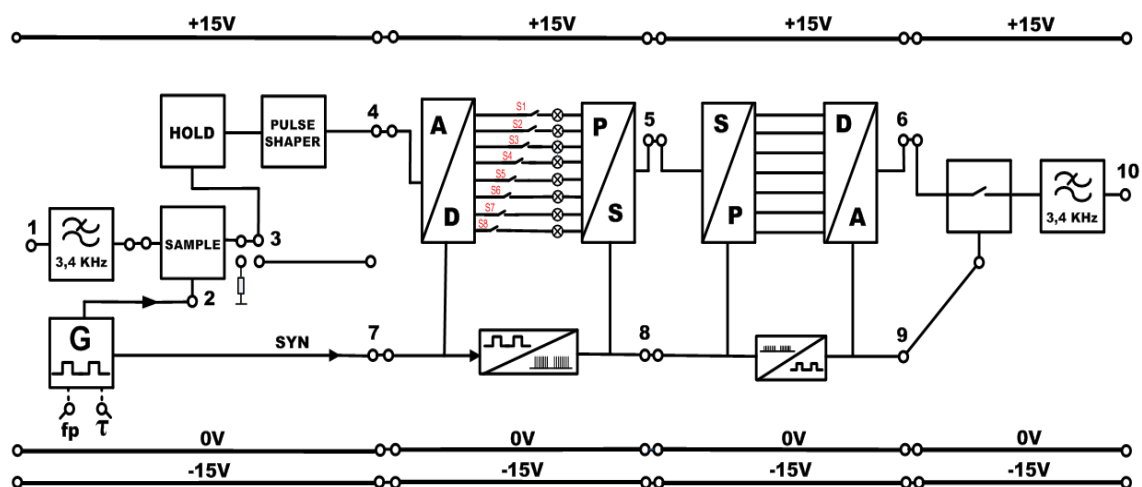 +15V +15V +15V +15V
HOLD
PULSE
SHAPER
4
A
D
S1
S2
S3
S4
S5
S6
S7
S8
P
S
5
S
P
D
A
6
1
3,4 KHz
SAMPLE
3
2
3,4 KHz
10
G
SYN
7
8
9
fp
τ
0V 0V 0V 0V
-15V -15V -15V -15V